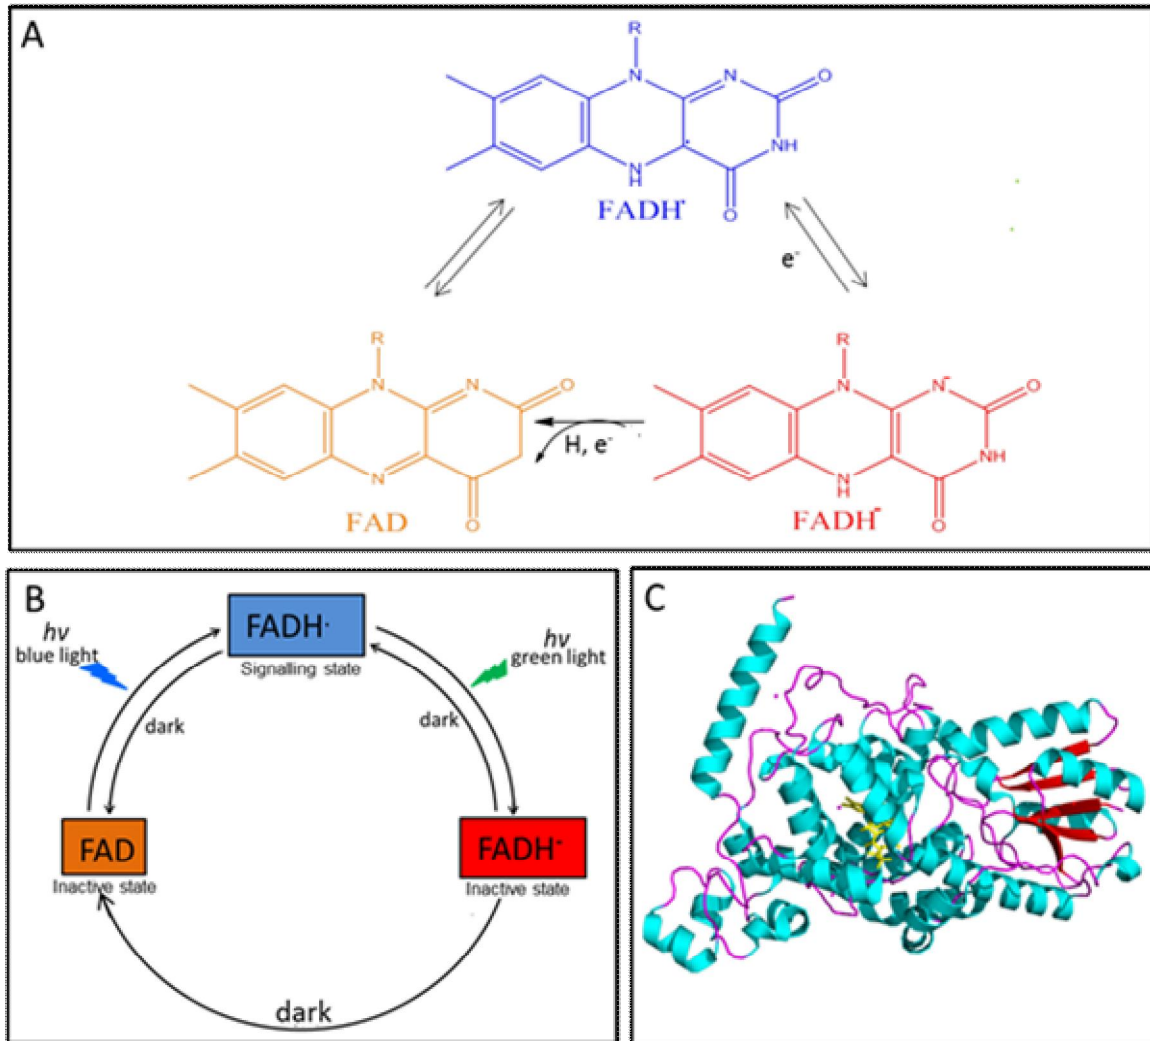 A
R
N
N
O
NH
N
H
O
FADH·
e⁻
R
N
N
O
N
O
FAD
H, e⁻
R
N⁻
N
O
NH
N
H
O
FADH⁻
B
hv
blue light
FADH·
Signalling state
hv
green light
dark
dark
FAD
Inactive state
FADH⁻
Inactive state
dark
C